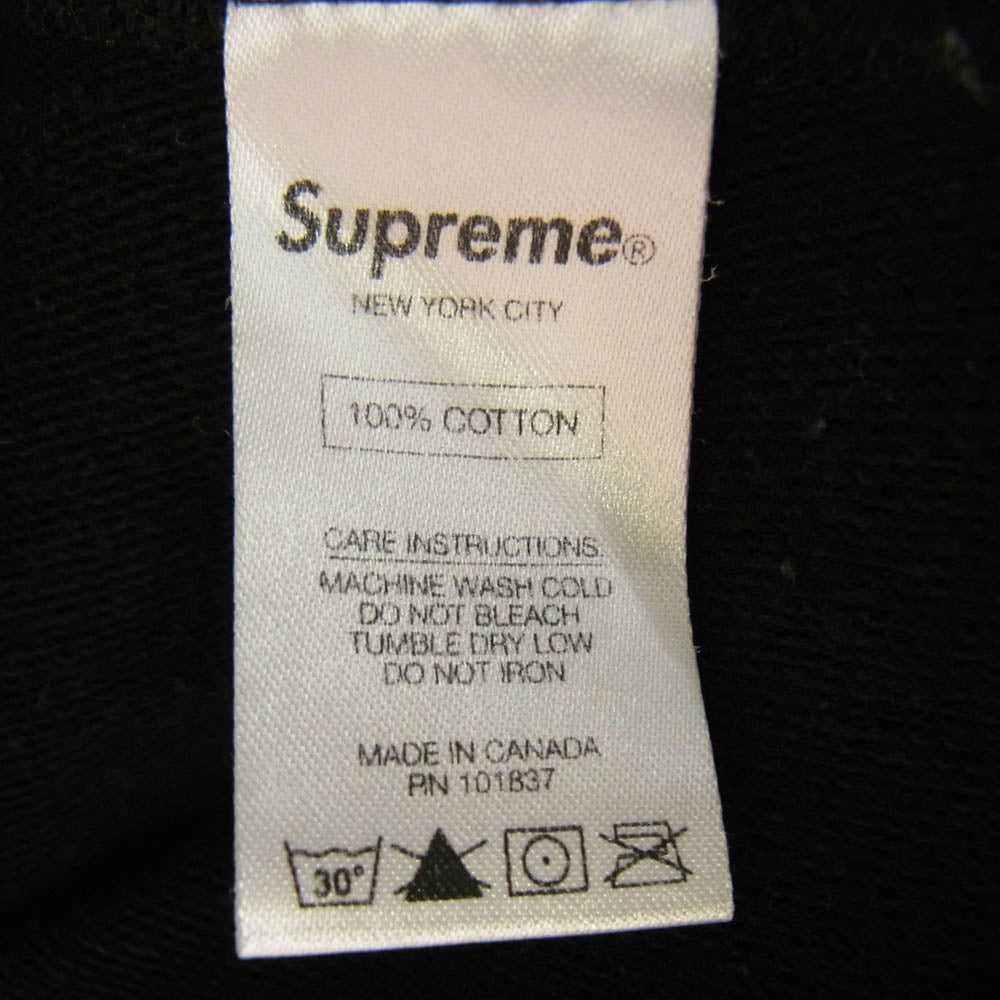 Supreme®
NEW YORK CITY
100% COTTON
CARE INSTRUCTIONS:
MACHINE WASH COLD
DO NOT BLEACH
TUMBLE DRY LOW
DO NOT IRON
MADE IN CANADA
RN 101837
30°